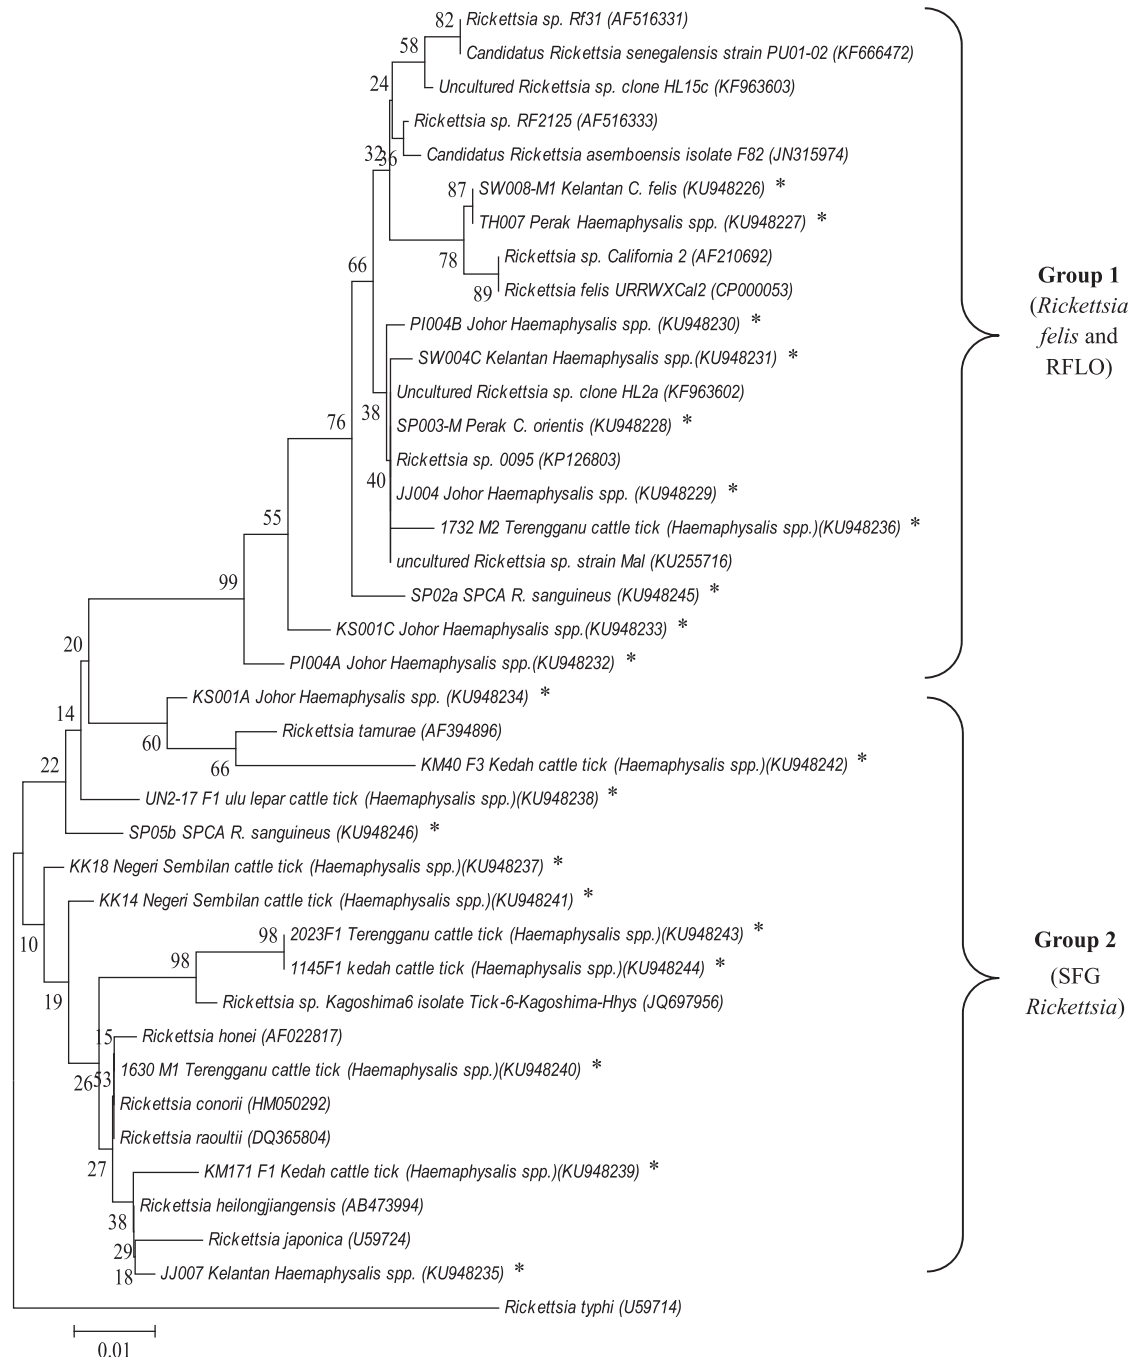 82 Rickettsia sp. Rf31 (AF516331)
58 Candidatus Rickettsia senegalensis strain PU01-02 (KF666472)
24 Uncultured Rickettsia sp. clone HL15c (KF963603)
Rickettsia sp. RF2125 (AF516333)
32 36 Candidatus Rickettsia asemboensis isolate F82 (JN315974)
87 SW008-M1 Kelantan C. felis (KU948226) *
TH007 Perak Haemaphysalis spp. (KU948227) *
66 78 Rickettsia sp. California 2 (AF210692)
89 Rickettsia felis URRWXCal2 (CP000053)
PI004B Johor Haemaphysalis spp. (KU948230) *
SW004C Kelantan Haemaphysalis spp.(KU948231) *
Uncultured Rickettsia sp. clone HL2a (KF963602)
76 38 SP003-M Perak C. orientis (KU948228) *
Rickettsia sp. 0095 (KP126803)
40 JJ004 Johor Haemaphysalis spp. (KU948229) *
55 1732 M2 Terengganu cattle tick (Haemaphysalis spp.)(KU948236) *
uncultured Rickettsia sp. strain Mal (KU255716)
99 SP02a SPCA R. sanguineus (KU948245) *
KS001C Johor Haemaphysalis spp.(KU948233) *
20 PI004A Johor Haemaphysalis spp.(KU948232) *
Group 1
(Rickettsia
felis and
RFLO)
KS001A Johor Haemaphysalis spp. (KU948234) *
14 60 Rickettsia tamurae (AF394896)
22 66 KM40 F3 Kedah cattle tick (Haemaphysalis spp.)(KU948242) *
UN2-17 F1 ulu lepar cattle tick (Haemaphysalis spp.)(KU948238) *
SP05b SPCA R. sanguineus (KU948246) *
KK18 Negeri Sembilan cattle tick (Haemaphysalis spp.)(KU948237) *
KK14 Negeri Sembilan cattle tick (Haemaphysalis spp.)(KU948241) *
10 98 2023F1 Terengganu cattle tick (Haemaphysalis spp.)(KU948243) *
98 1145F1 kedah cattle tick (Haemaphysalis spp.)(KU948244) *
19 Rickettsia sp. Kagoshima6 isolate Tick-6-Kagoshima-Hhys (JQ697956)
15 Rickettsia honei (AF022817)
26 53 1630 M1 Terengganu cattle tick (Haemaphysalis spp.)(KU948240) *
Rickettsia conorii (HM050292)
Rickettsia raoultii (DQ365804)
27 KM171 F1 Kedah cattle tick (Haemaphysalis spp.)(KU948239) *
38 Rickettsia heilongjiangensis (AB473994)
29 Rickettsia japonica (U59724)
18 JJ007 Kelantan Haemaphysalis spp. (KU948235) *
Group 2
(SFG
Rickettsia)
Rickettsia typhi (U59714)
0.01